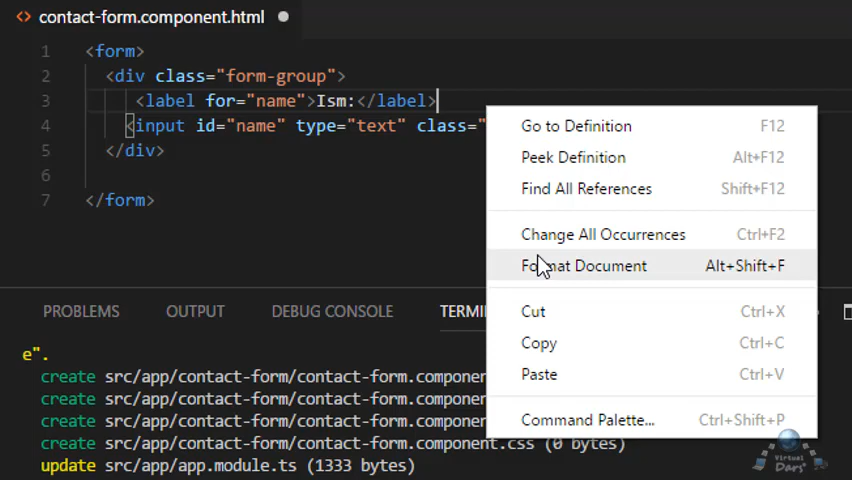 <> contact-form.component.html
1 <form>
2 <div class="form-group">
3 <label for="name">Ism:</label>
4 <input id="name" type="text" class="
5 </div>
6
7 </form>
Go to Definition F12
Peek Definition Alt+F12
Find All References Shift+F12
Change All Occurrences Ctrl+F2
Format Document Alt+Shift+F
Cut Ctrl+X
Copy Ctrl+C
Paste Ctrl+V
Command Palette... Ctrl+Shift+P
PROBLEMS OUTPUT DEBUG CONSOLE TERMI
e".
create src/app/contact-form/contact-form.componen
create src/app/contact-form/contact-form.componen
create src/app/contact-form/contact-form.componen
create src/app/contact-form/contact-form.component.css (0 bytes)
update src/app/app.module.ts (1333 bytes)
Virtual
Dars